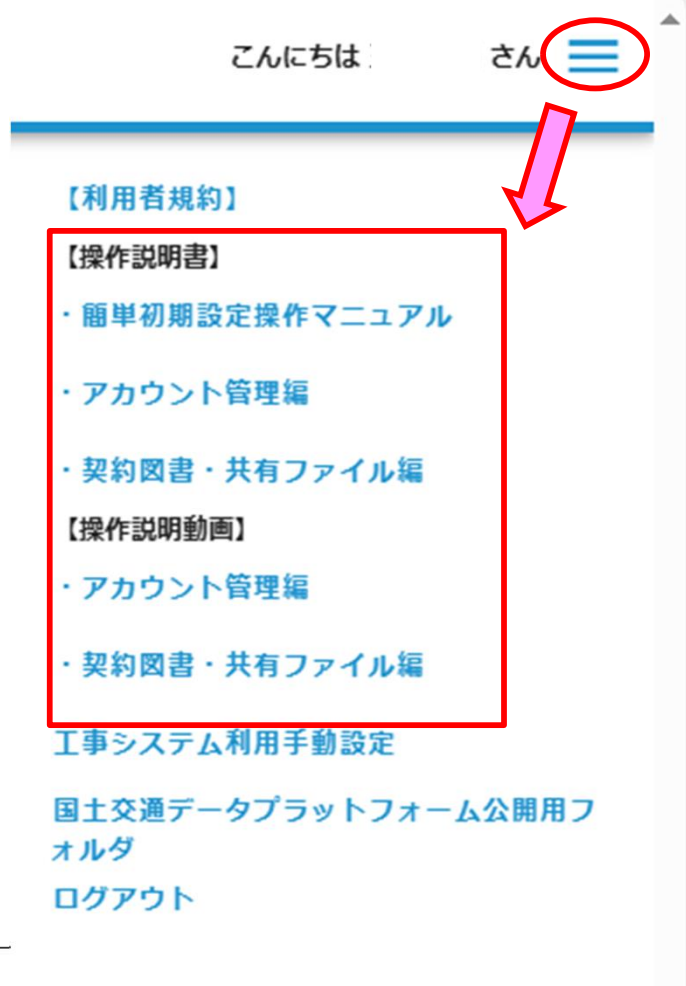 こんにちは さん
【利用者規約】
【操作説明書】
・簡単初期設定操作マニュアル
・アカウント管理編
・契約図書・共有ファイル編
【操作説明動画】
・アカウント管理編
・契約図書・共有ファイル編
工事システム利用手動設定
国土交通データプラットフォーム公開用フ
ォルダ
ログアウト